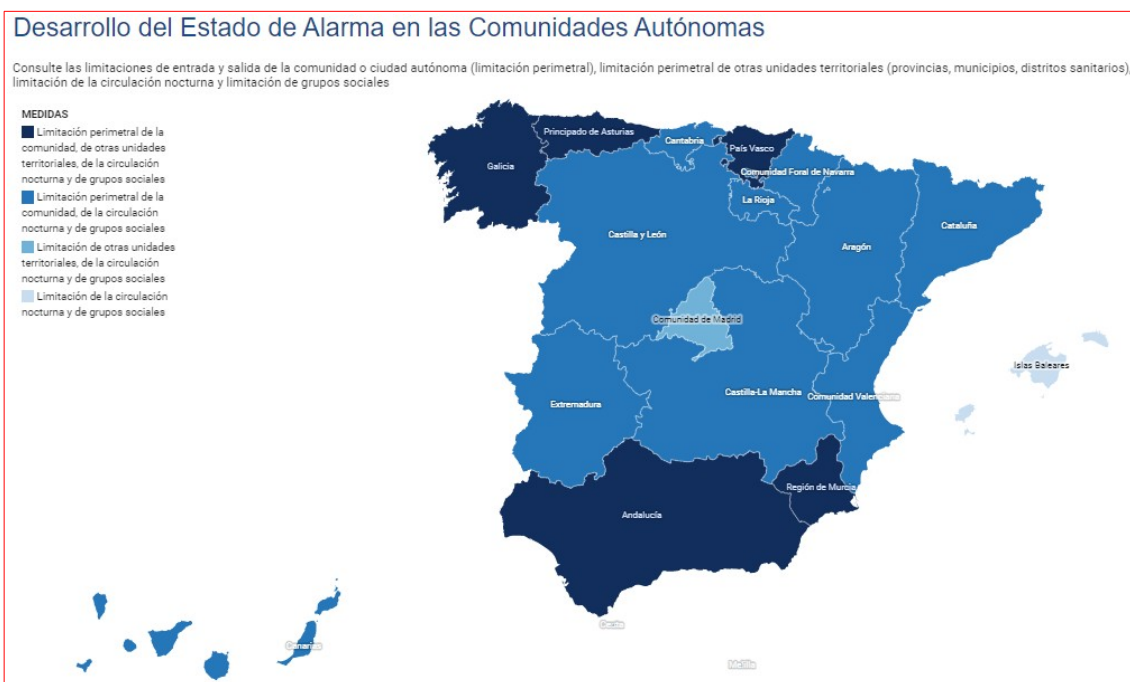 Desarrollo del Estado de Alarma en las Comunidades Autónomas
Consulte las limitaciones de entrada y salida de la comunidad o ciudad autónoma (limitación perimetral), limitación perimetral de otras unidades territoriales (provincias, municipios, distritos sanitarios),
limitación de la circulación nocturna y limitación de grupos sociales
MEDIDAS
Limitación perimetral de la
comunidad, de otras unidades
territoriales, de la circulación
nocturna y de grupos sociales
Limitación perimetral de la
comunidad, de la circulación
nocturna y de grupos sociales
Limitación de otras unidades
territoriales, de la circulación
nocturna y de grupos sociales
Limitación de la circulación
nocturna y de grupos sociales
Principado de Asturias
Cantabria
País Vasco
Galicia
Comunidad Foral de Navarra
La Rioja
Cataluña
Castilla y León
Aragón
Comunidad de Madrid
Islas Baleares
Castilla-La Mancha
Comunidad Valenciana
Extremadura
Región de Murcia
Andalucía
Ceuta
Canarias
Melilla